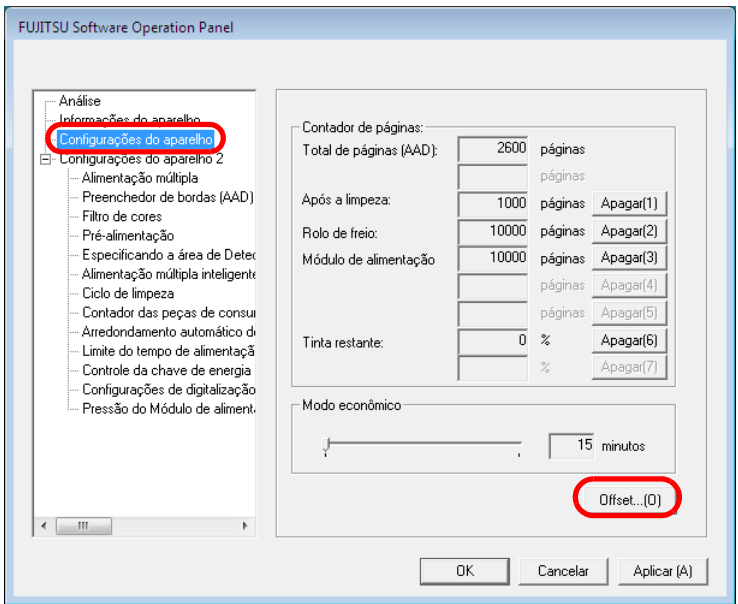 FUJITSU Software Operation Panel
Análise
Informações do aparelho
Configurações do aparelho
Configurações do aparelho 2
Alimentação múltipla
Preenchedor de bordas (AAD)
Filtro de cores
Pré-alimentação
Especificando a área de Detec
Alimentação múltipla inteligente
Ciclo de limpeza
Contador das peças de consu
Arredondamento automático d
Limite do tempo de alimentaçã
Controle da chave de energia
Configurações de digitalização
Pressão do Módulo de aliment
Contador de páginas:
Total de páginas (AAD): 2600 páginas
páginas
Após a limpeza: 1000 páginas Apagar(1)
Rolo de freio: 10000 páginas Apagar(2)
Módulo de alimentação 10000 páginas Apagar(3)
páginas Apagar(4)
páginas Apagar(5)
Tinta restante: 0 % Apagar(6)
% Apagar(7)
Modo econômico
15 minutos
Offset...(O)
OK Cancelar Aplicar (A)